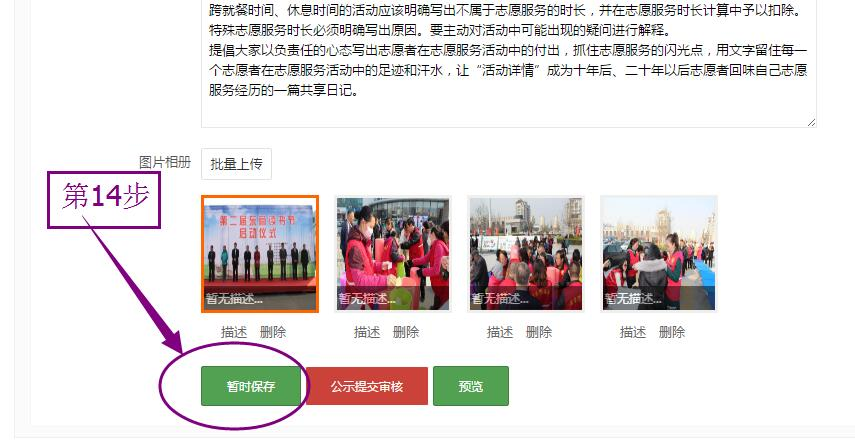 跨就餐时间、休息时间的活动应该明确写出不属于志愿服务的时长，并在志愿服务时长计算中予以扣除。
特殊志愿服务时长必须明确写出原因。要主动对活动中可能出现的疑问进行解释。
提倡大家以负责任的心态写出志愿者在志愿服务活动中的付出，抓住志愿服务的闪光点，用文字留住每一
个志愿者在志愿服务活动中的足迹和汗水，让“活动详情”成为十年后、二十年以后志愿者回味自己志愿
服务经历的一篇共享日记。
图片相册
批量上传
第14步
启动仪式
暂无描述...
暂无描述...
暂无描述...
暂无描述...
描述 删除
描述 删除
描述 删除
描述 删除
暂时保存
公示提交审核
预览